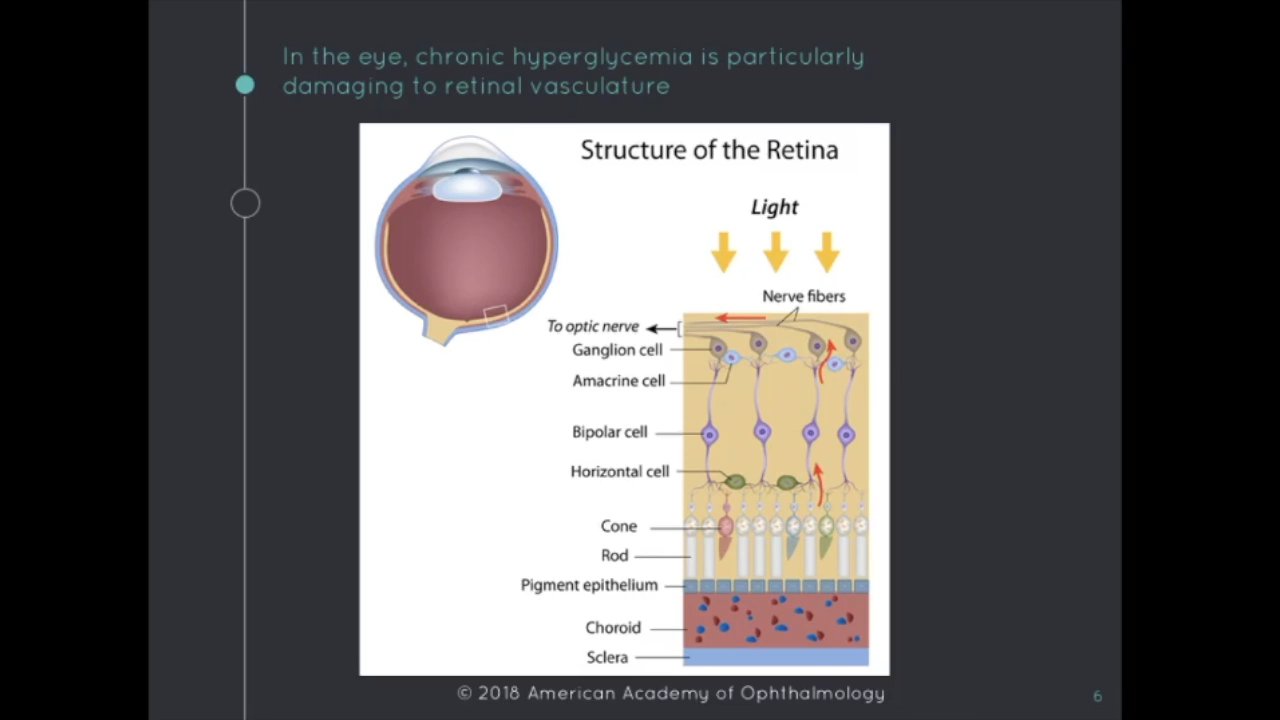 In the eye, chronic hyperglycemia is particularly
damaging to retinal vasculature
Structure of the Retina
Light
Nerve fibers
To optic nerve
Ganglion cell
Amacrine cell
Bipolar cell
Horizontal cell
Cone
Rod
Pigment epithelium
Choroid
Sclera
© 2018 American Academy of Ophthalmology
6